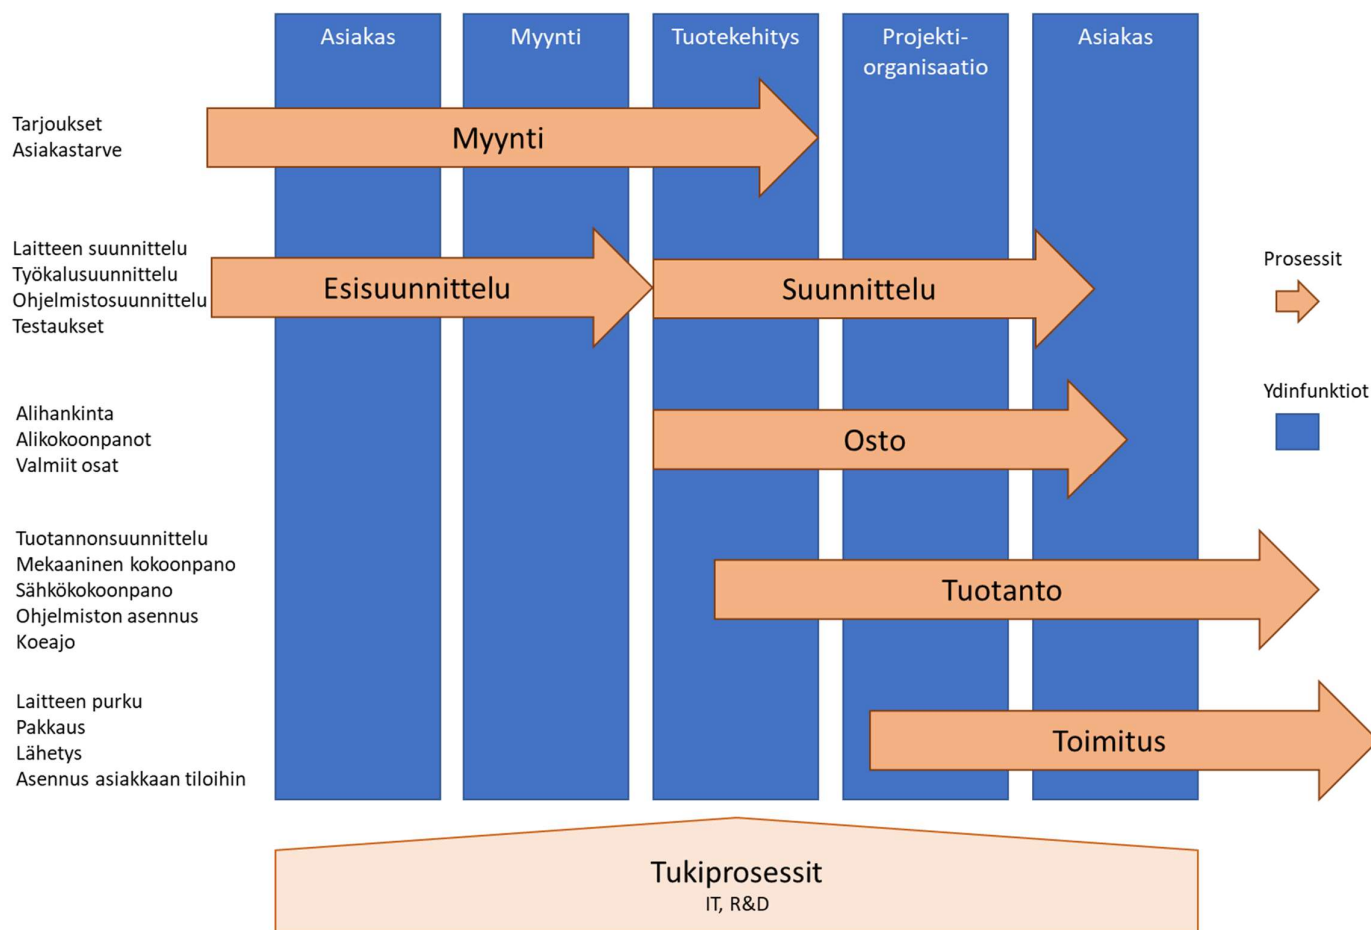 Asiakas
Myynti
Tuotekehitys
Projekti-
organisaatio
Asiakas
Tarjoukset
Asiakastarve
Myynti
Laitteen suunnittelu
Työkalusuunnittelu
Ohjelmistosuunnittelu
Testaukset
Esisuunnittelu
Suunnittelu
Prosessit
Ydinfunktiot
Alihankinta
Alikokoonpanot
Valmiit osat
Osto
Tuotannonsuunnittelu
Mekaaninen kokoonpano
Sähkökokoonpano
Ohjelmiston asennus
Koeajo
Tuotanto
Laitteen purku
Pakkaus
Lähetys
Asennus asiakkaan tiloihin
Toimitus
Tukiprosessit
IT, R&D